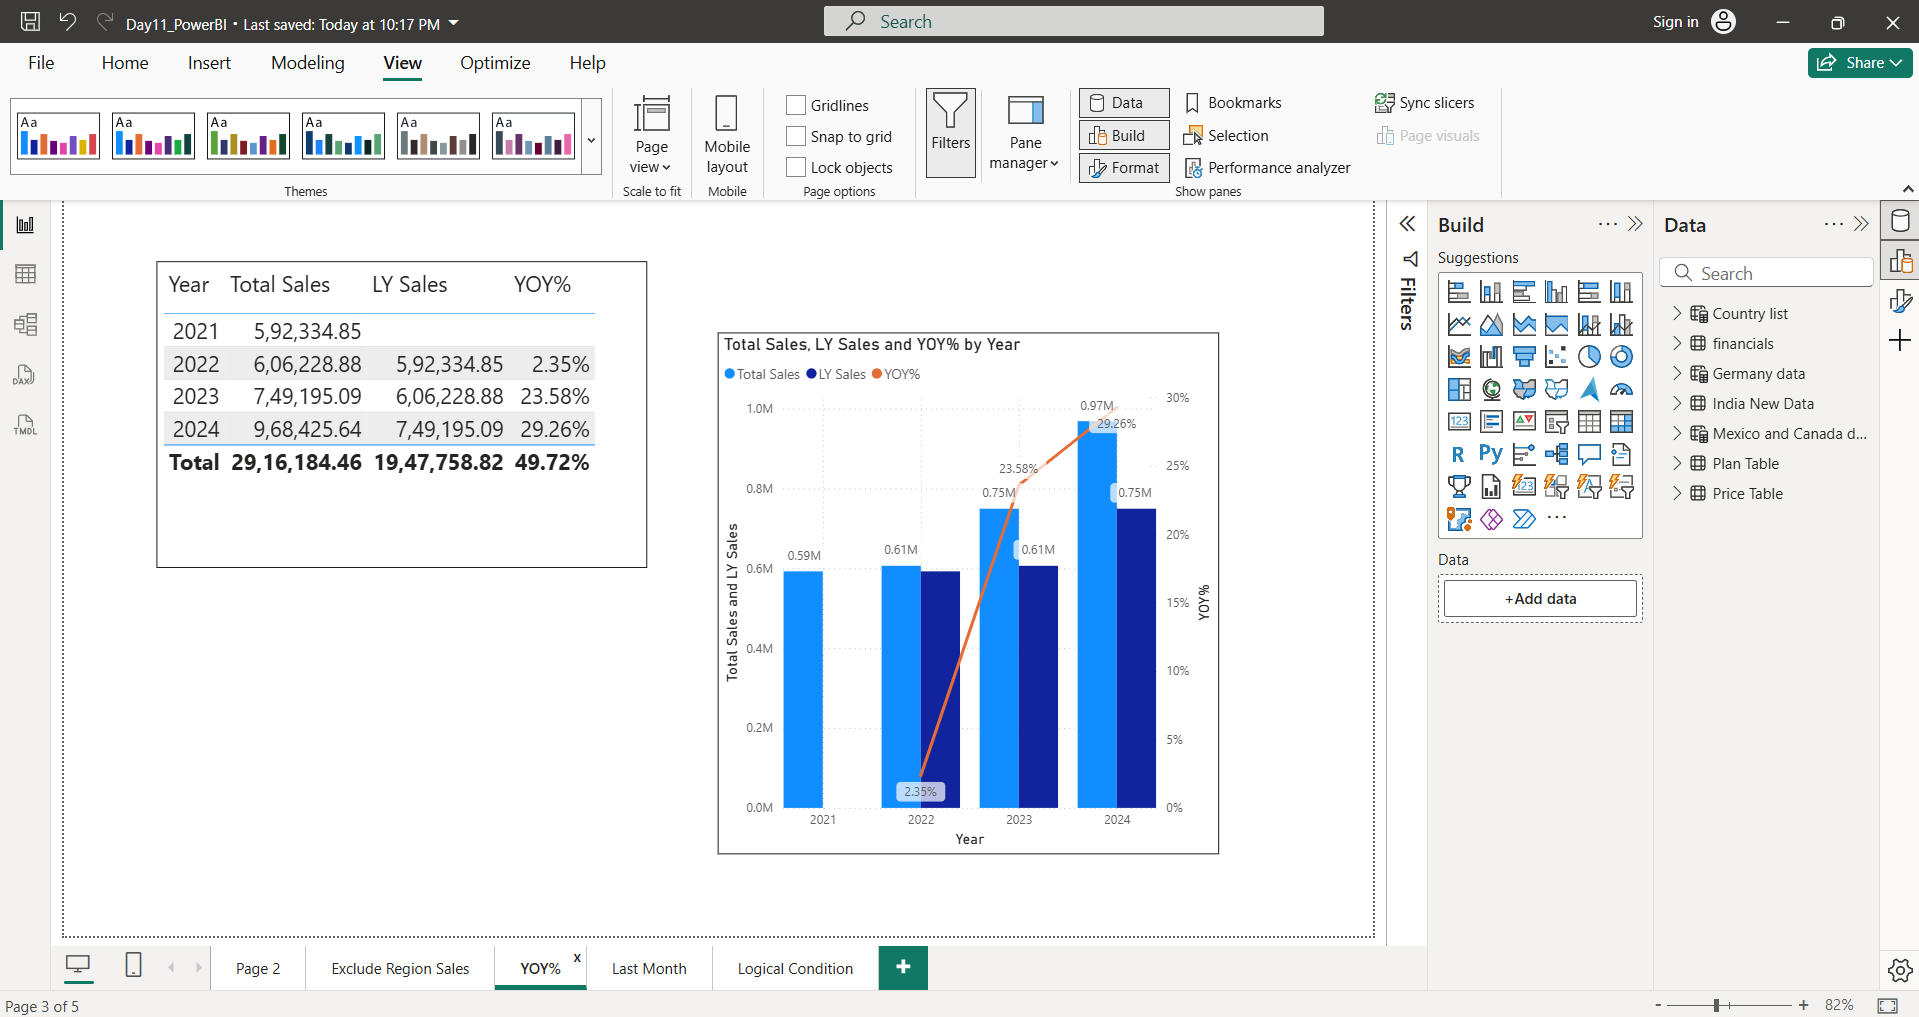 Day11_PowerBI • Last saved: Today at 10:17 PM
Search
Sign in
File Home Insert Modeling View Optimize Help
Share
Aa Aa Aa Aa Aa Aa
Themes
Page view
Scale to fit
Mobile layout
Mobile
Gridlines
Snap to grid
Lock objects
Page options
Filters
Pane manager
Data
Build
Format
Bookmarks
Selection
Performance analyzer
Sync slicers
Page visuals
Show panes
DAX
TMDL
Year Total Sales LY Sales YOY%
2021 5,92,334.85
2022 6,06,228.88 5,92,334.85 2.35%
2023 7,49,195.09 6,06,228.88 23.58%
2024 9,68,425.64 7,49,195.09 29.26%
Total 29,16,184.46 19,47,758.82 49.72%
Total Sales, LY Sales and YOY% by Year
Total Sales LY Sales YOY%
1.0M
0.8M
0.6M
0.4M
0.2M
0.0M
Total Sales and LY Sales
0.59M
0.61M
0.75M
0.61M
0.97M
0.75M
2.35%
23.58%
29.26%
30%
25%
20%
15%
10%
5%
0%
YOY%
2021 2022 2023 2024
Year
Filters
Build
Suggestions
123
R Py
123
Data
+Add data
Data
Search
Country list
financials
Germany data
India New Data
Mexico and Canada d...
Plan Table
Price Table
Page 2
Exclude Region Sales
YOY% x
Last Month
Logical Condition
+
Page 3 of 5
- + 82%